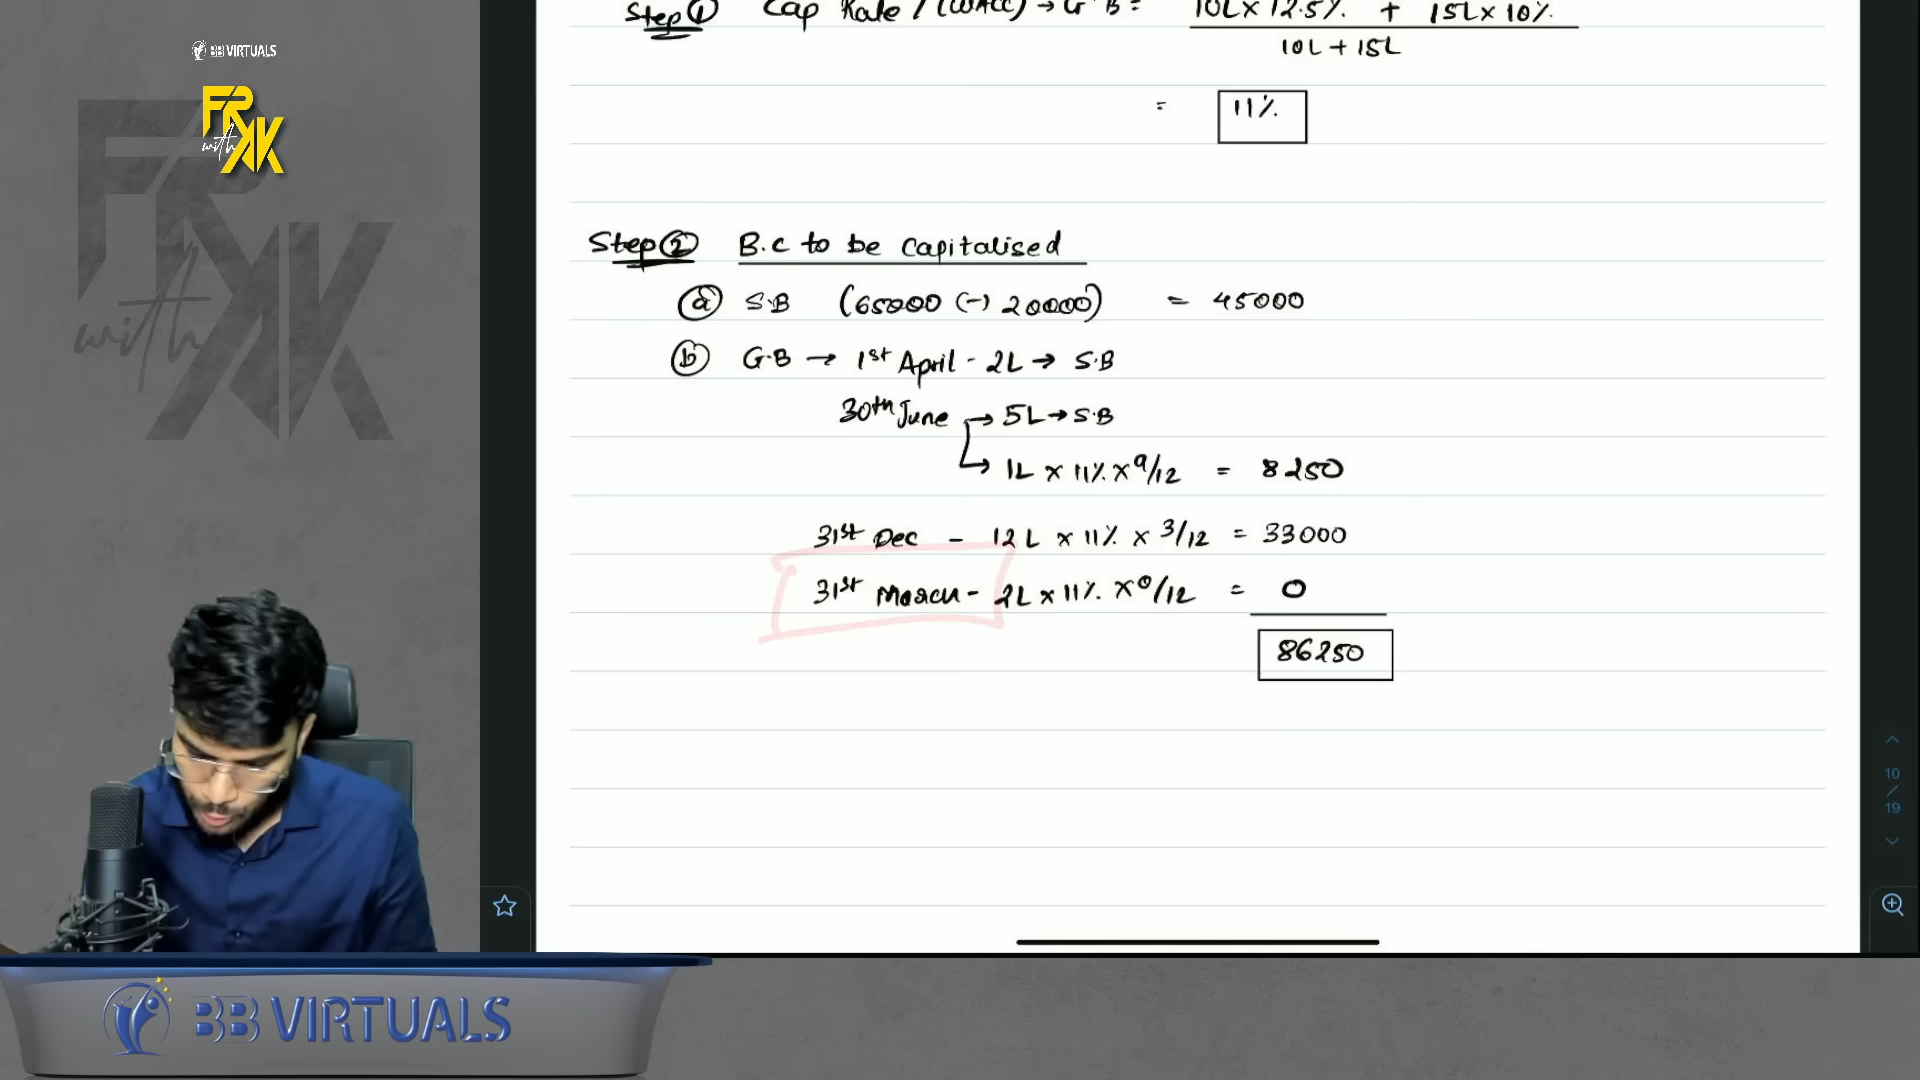 BB VIRTUALS
FR
with
KK
Step ① Cap Rate / (WACC) → G·B = 10L × 12.5% + 15L × 10%
10L + 15L
= 11%
Step ② B.C to be Capitalised
ⓐ S·B (65000 (-) 20000) = 45000
ⓑ G·B → 1st April - 2L → S·B
30th June → 5L → S·B
→ 1L × 11% × 9/12 = 8250
31st Dec - 12L × 11% × 3/12 = 33000
31st March - 2L × 11% × 0/12 = 0
86250
10
/
19
BB VIRTUALS